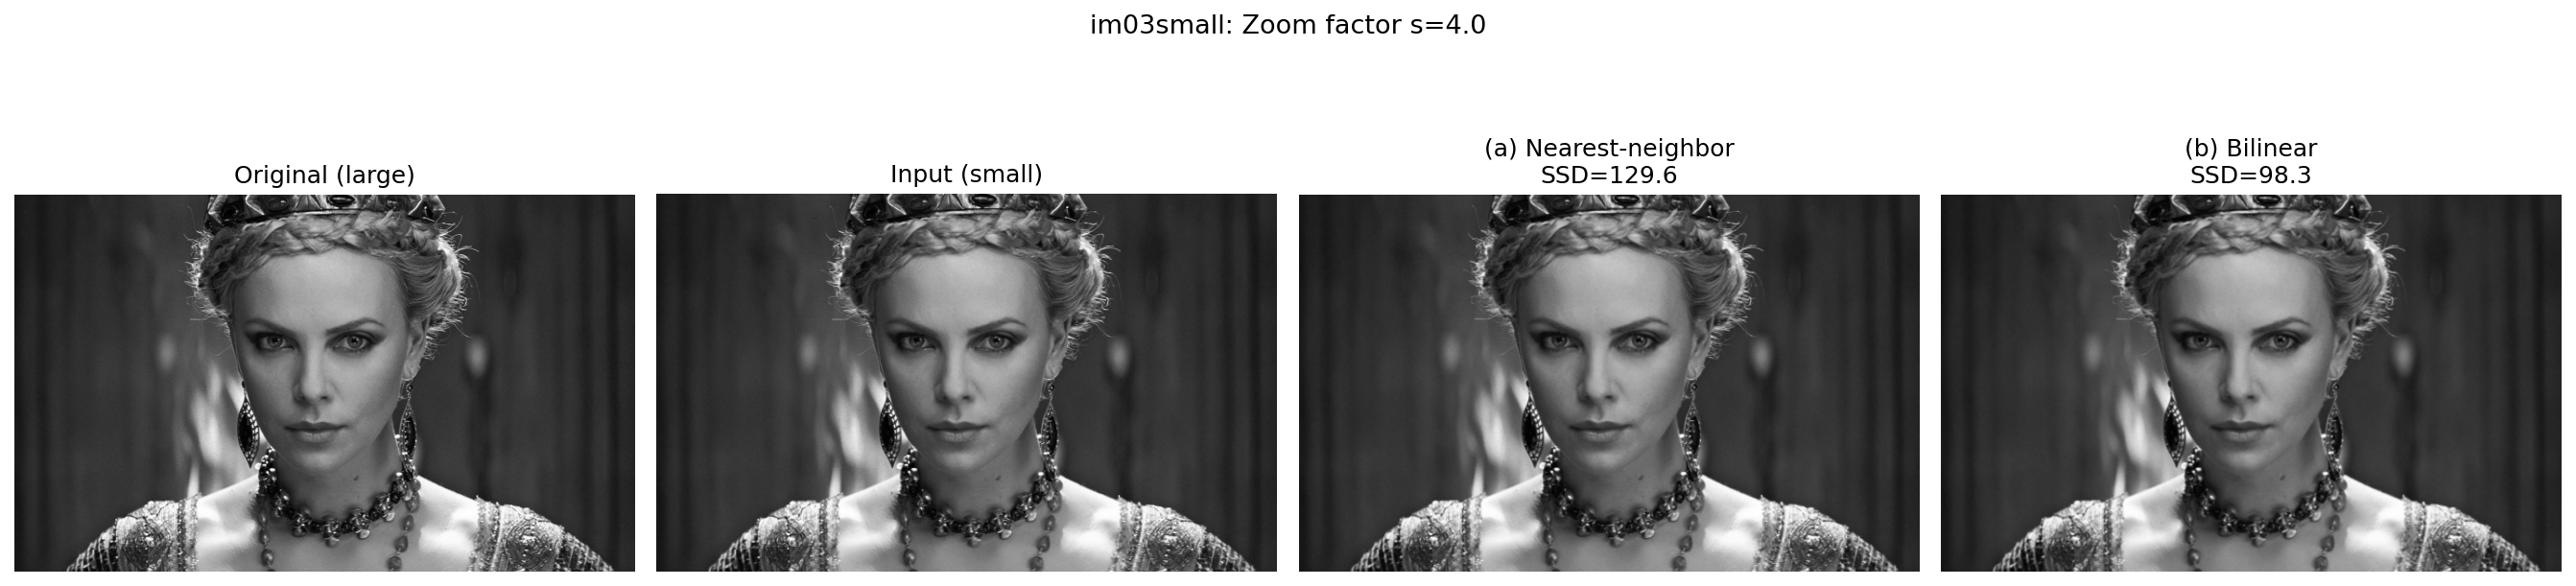 im03small: Zoom factor s=4.0
Original (large)
Input (small)
(a) Nearest-neighbor
SSD=129.6
(b) Bilinear
SSD=98.3